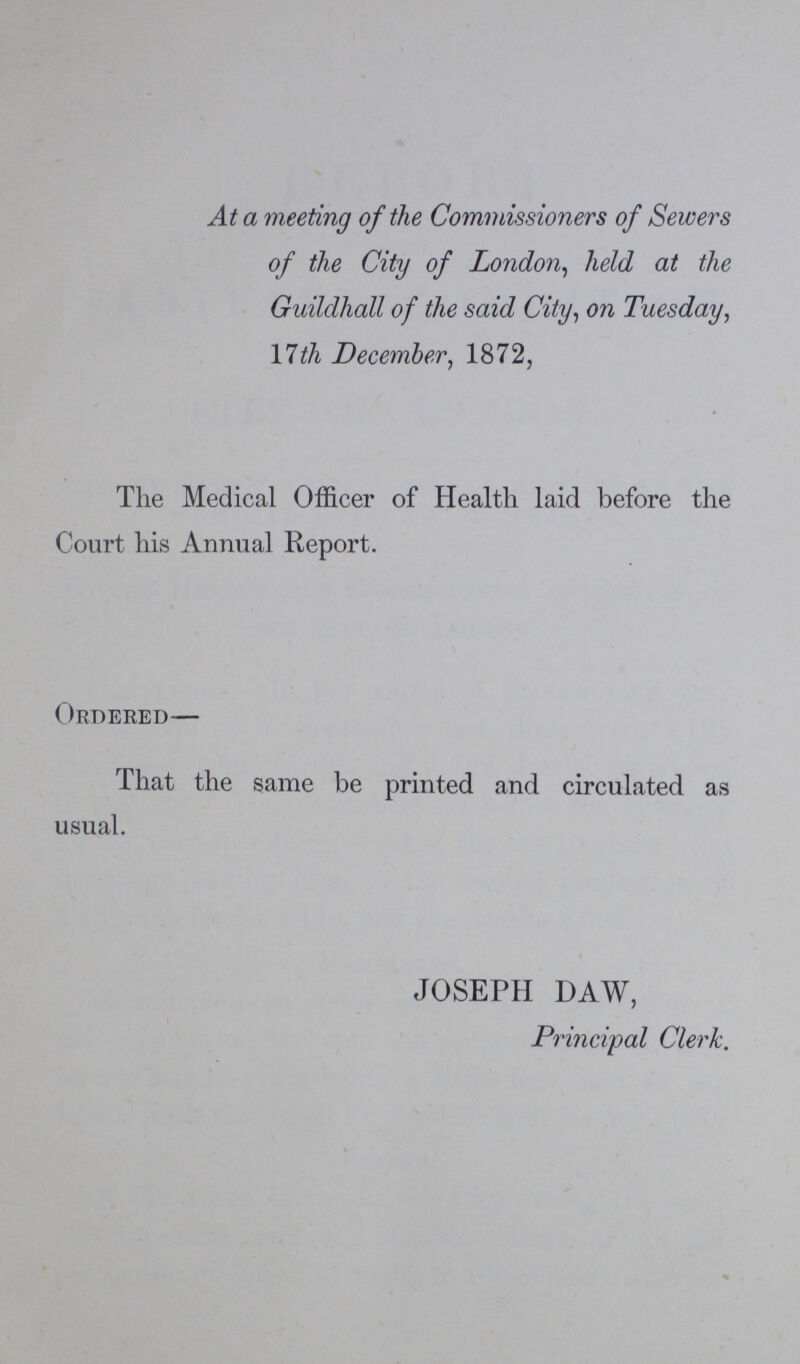 At a meeting of the Commissioners of Sewers
of the City of London, held at the
Guildhall of the said City, on Tuesday,
17th December, 1872,
The Medical Officer of Health laid before the
Court his Annual Report.
Ordered—
That the same be printed and circulated as
usual.
JOSEPH DAW,
Principal Clerk.